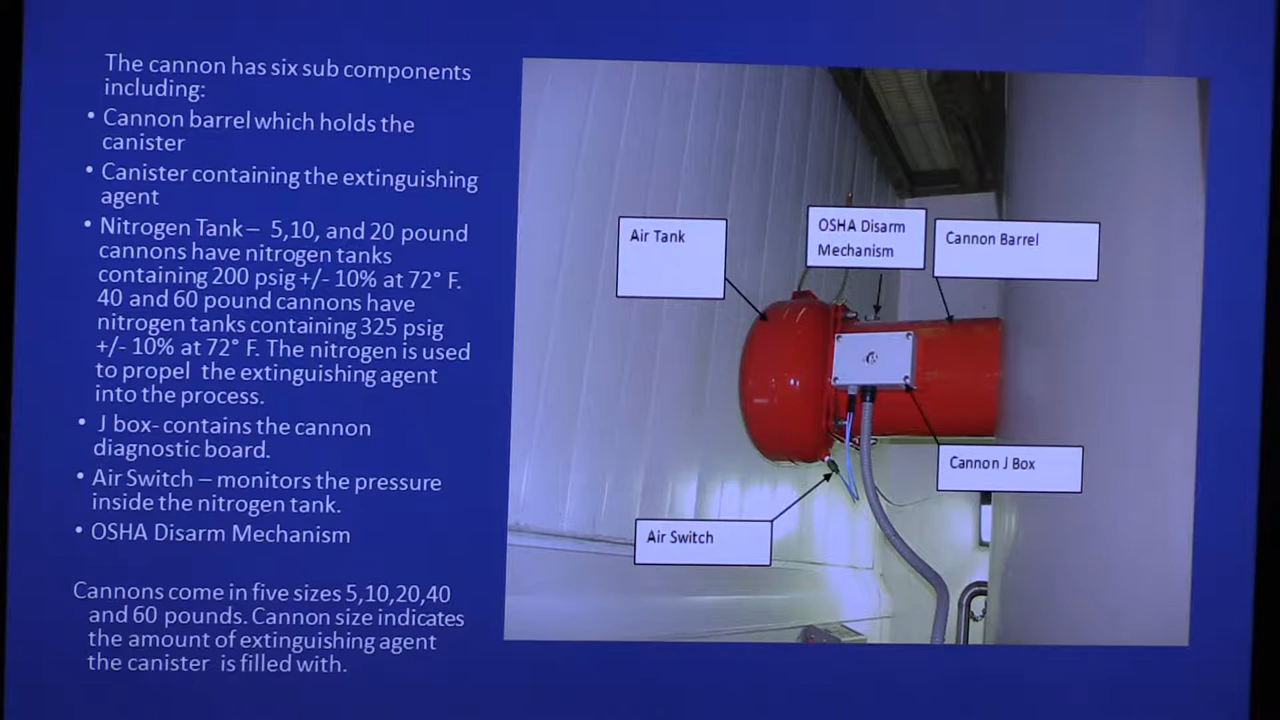 The cannon has six sub components
including:
• Cannon barrel which holds the
canister
• Canister containing the extinguishing
agent
• Nitrogen Tank – 5,10, and 20 pound
cannons have nitrogen tanks
containing 200 psig +/- 10% at 72° F.
40 and 60 pound cannons have
nitrogen tanks containing 325 psig
+/- 10% at 72° F. The nitrogen is used
to propel the extinguishing agent
into the process.
• J box- contains the cannon
diagnostic board.
• Air Switch – monitors the pressure
inside the nitrogen tank.
• OSHA Disarm Mechanism
Cannons come in five sizes 5,10,20,40
and 60 pounds. Cannon size indicates
the amount of extinguishing agent
the canister is filled with.
Air Tank
OSHA Disarm
Mechanism
Cannon Barrel
Cannon J Box
Air Switch